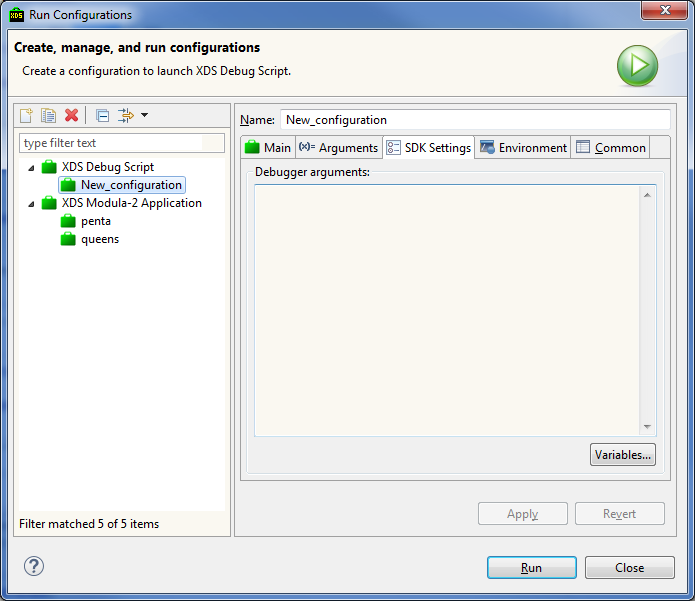 XDS Run Configurations
Create, manage, and run configurations
Create a configuration to launch XDS Debug Script.
type filter text
XDS Debug Script
New_configuration
XDS Modula-2 Application
penta
queens
Filter matched 5 of 5 items
Name: New_configuration
Main (x)= Arguments SDK Settings Environment Common
Debugger arguments:
Variables...
Apply Revert
? Run Close